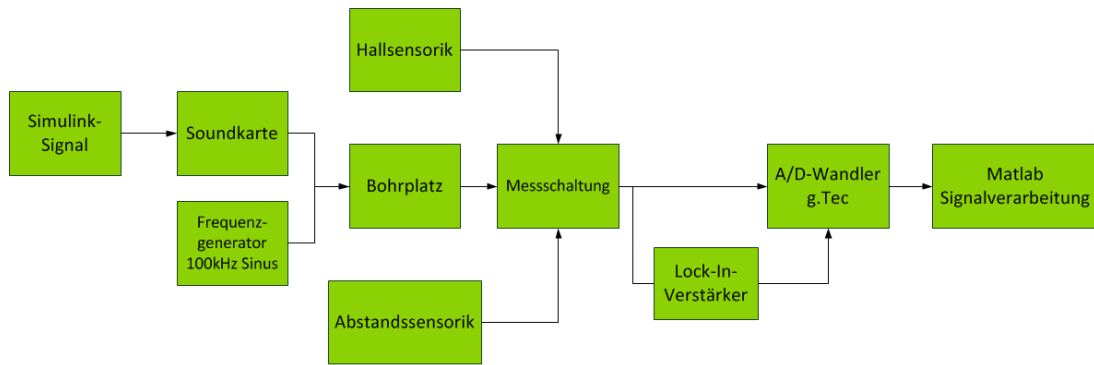 Hallsensorik
Simulink-
Signal
Soundkarte
Frequenz-
generator
100kHz Sinus
Bohrplatz
Abstandssensorik
Messschaltung
Lock-In-
Verstärker
A/D-Wandler
g.Tec
Matlab
Signalverarbeitung